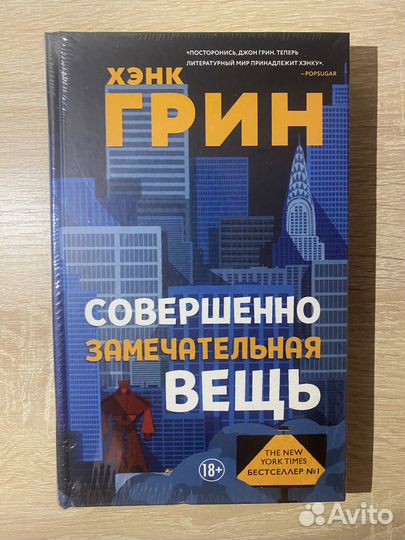 «ПОСТОРОНИСЬ, ДЖОН ГРИН. ТЕПЕРЬ
ЛИТЕРАТУРНЫЙ МИР ПРИНАДЛЕЖИТ ХЭНКУ».
–POPSUGAR
ХЭНК
ГРИН
СОВЕРШЕННО
ЗАМЕЧАТЕЛЬНАЯ
ВЕЩЬ
18+
THE NEW
YORK TIMES
БЕСТСЕЛЛЕР №1
Avito